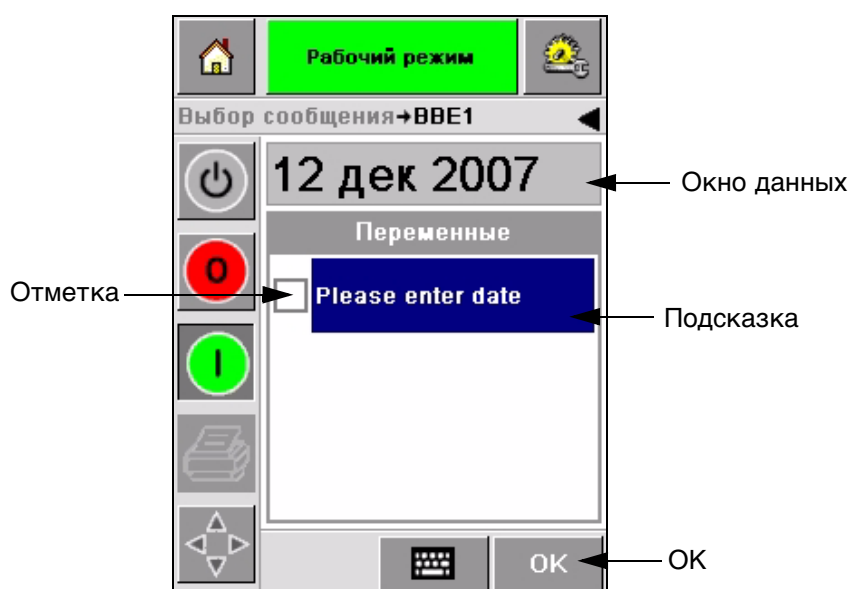 Рабочий режим
Выбор сообщения→BBE1
12 дек 2007
Окно данных
Переменные
O
Отметка
Please enter date
Подсказка
I
OK
OK